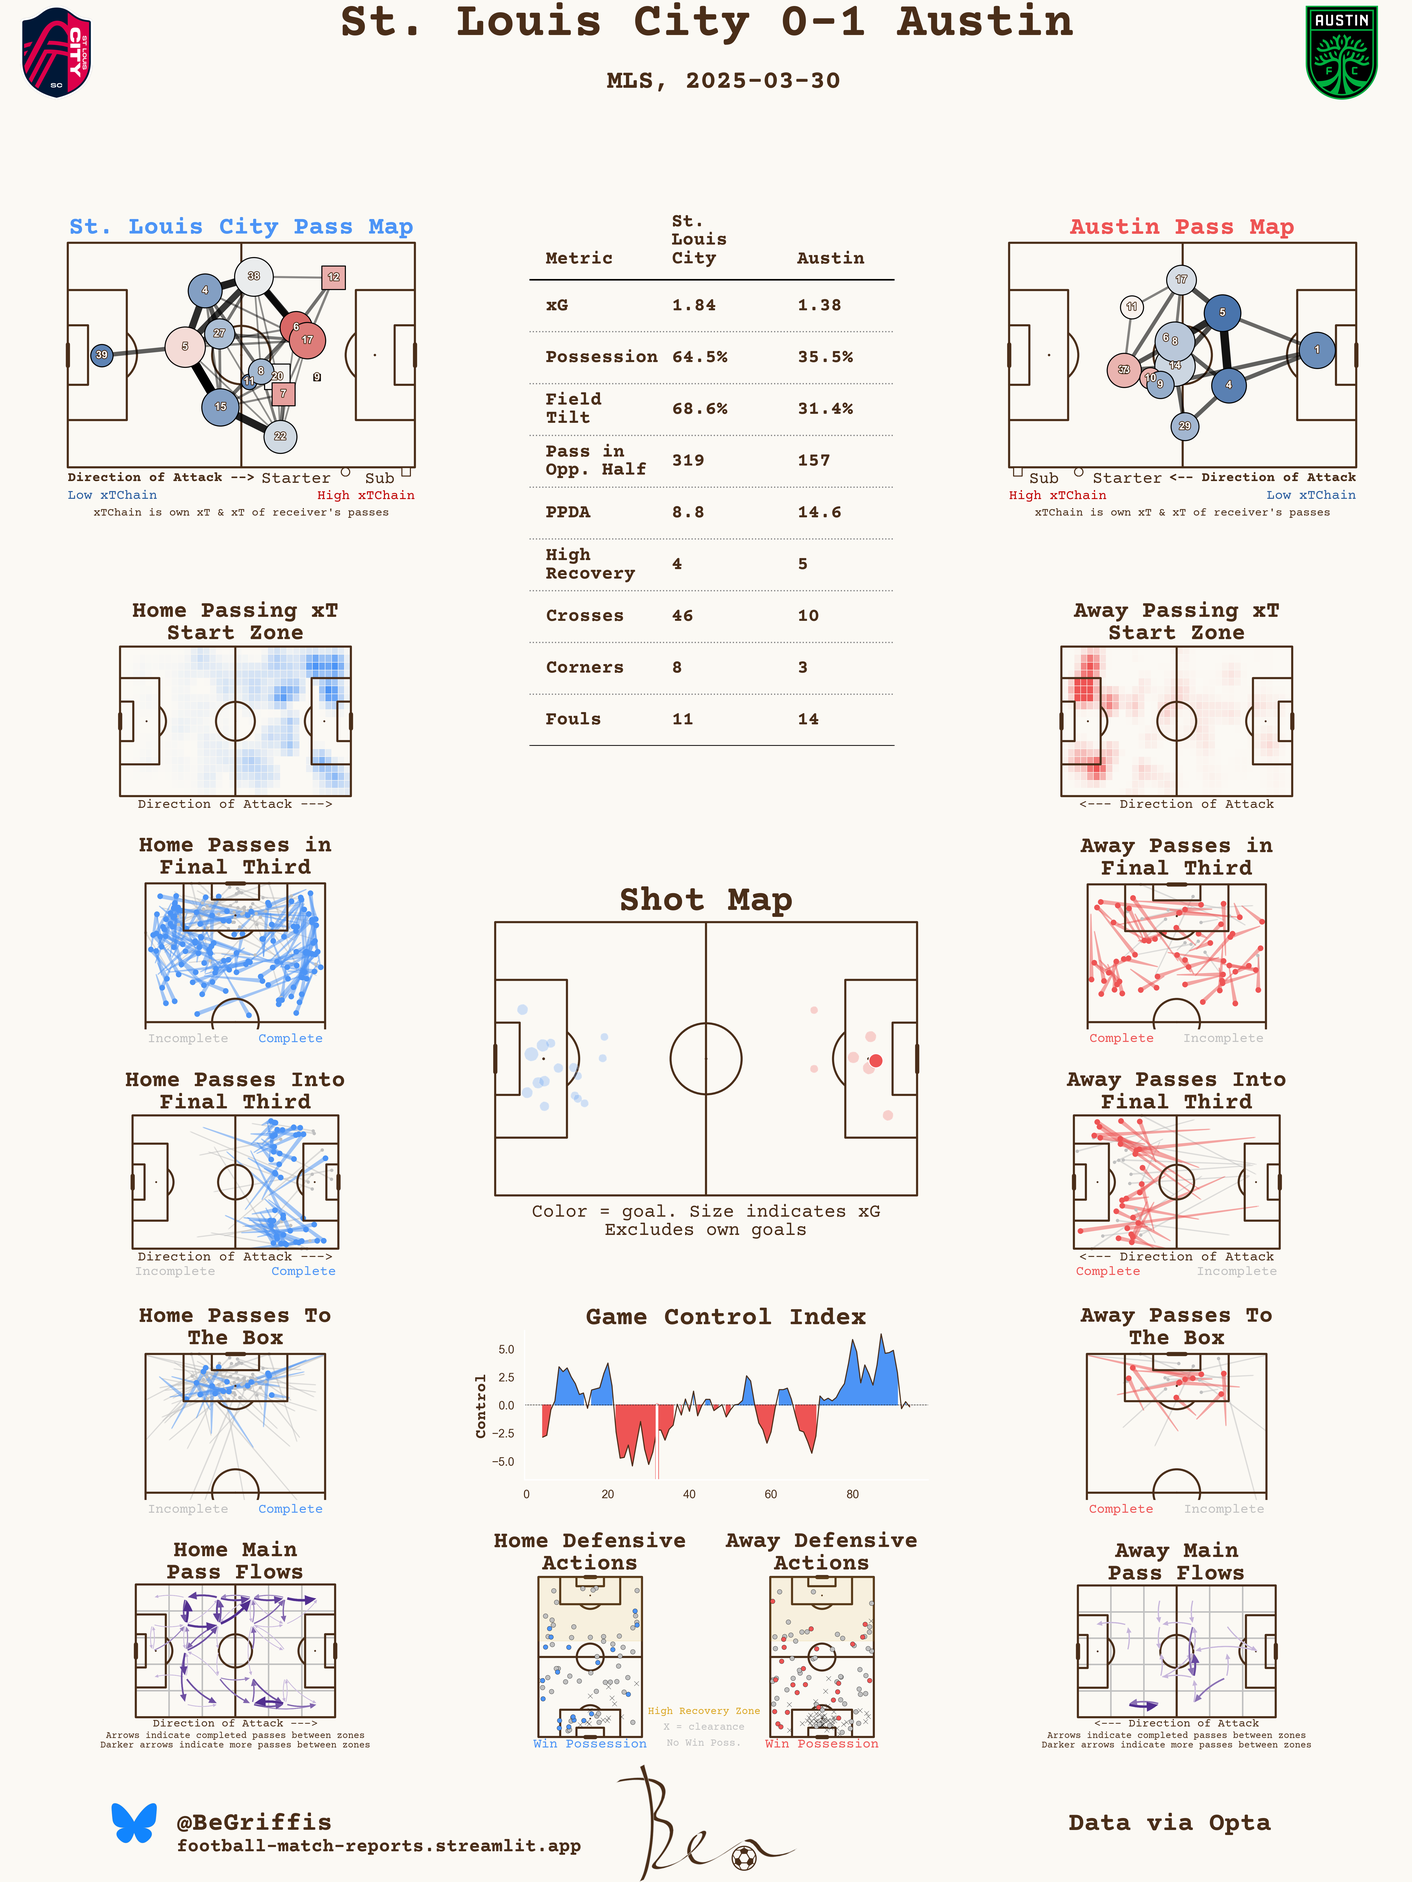 St. Louis City 0-1 Austin
MLS, 2025-03-30
ST LOUIS
CITY
SC
AUSTIN
F C
St. Louis City Pass Map
38
12
4
6
17
27
5
39
8
20
9
11
7
15
22
Direction of Attack --> Starter Sub
Low xTChain High xTChain
xTChain is own xT & xT of receiver's passes
Metric St. Louis City Austin
xG 1.84 1.38
Possession 64.5% 35.5%
Field Tilt 68.6% 31.4%
Pass in Opp. Half 319 157
PPDA 8.8 14.6
High Recovery 4 5
Crosses 46 10
Corners 8 3
Fouls 11 14
Austin Pass Map
17
11
5
6
8
1
14
10
9
4
29
Sub Starter <-- Direction of Attack
High xTChain Low xTChain
xTChain is own xT & xT of receiver's passes
Home Passing xT
Start Zone
Direction of Attack --->
Away Passing xT
Start Zone
<--- Direction of Attack
Home Passes in
Final Third
Incomplete Complete
Away Passes in
Final Third
Complete Incomplete
Shot Map
Color = goal. Size indicates xG
Excludes own goals
Home Passes Into
Final Third
Direction of Attack --->
Incomplete Complete
Away Passes Into
Final Third
<--- Direction of Attack
Complete Incomplete
Home Passes To
The Box
Incomplete Complete
Game Control Index
Control
5.0
2.5
0.0
−2.5
−5.0
0 20 40 60 80
Away Passes To
The Box
Complete Incomplete
Home Main
Pass Flows
Direction of Attack --->
Arrows indicate completed passes between zones
Darker arrows indicate more passes between zones
Home Defensive
Actions
Win Possession
High Recovery Zone
X = clearance
No Win Poss.
Away Defensive
Actions
Win Possession
Away Main
Pass Flows
<--- Direction of Attack
Arrows indicate completed passes between zones
Darker arrows indicate more passes between zones
@BeGriffis
football-match-reports.streamlit.app
Ben
Data via Opta